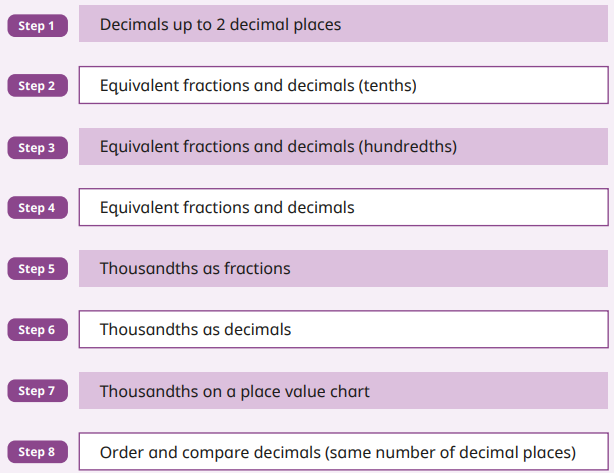 Step 1 Decimals up to 2 decimal places
Step 2 Equivalent fractions and decimals (tenths)
Step 3 Equivalent fractions and decimals (hundredths)
Step 4 Equivalent fractions and decimals
Step 5 Thousandths as fractions
Step 6 Thousandths as decimals
Step 7 Thousandths on a place value chart
Step 8 Order and compare decimals (same number of decimal places)